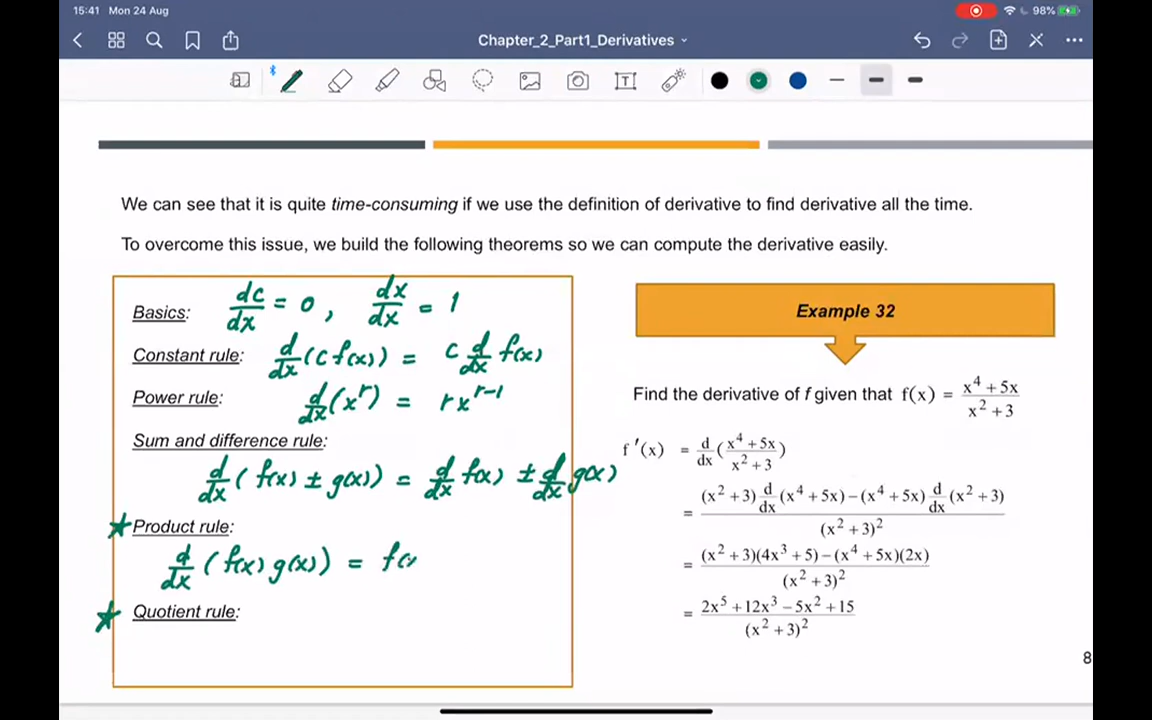 15:41 Mon 24 Aug
98%
Chapter_2_Part1_Derivatives
We can see that it is quite time-consuming if we use the definition of derivative to find derivative all the time.
To overcome this issue, we build the following theorems so we can compute the derivative easily.
Basics: dc/dx = 0, dx/dx = 1
Constant rule: d/dx (c f(x)) = c d/dx f(x)
Power rule: d/dx (x^r) = r x^(r-1)
Sum and difference rule:
d/dx (f(x) ± g(x)) = d/dx f(x) ± d/dx g(x)
★ Product rule:
d/dx (f(x) g(x)) = f(x
★ Quotient rule:
Example 32
Find the derivative of f given that f(x) = (x^4 + 5x)/(x^2 + 3)
f '(x) = d/dx ((x^4 + 5x)/(x^2 + 3))
= ((x^2 + 3) d/dx (x^4 + 5x) – (x^4 + 5x) d/dx (x^2 + 3))/(x^2 + 3)^2
= ((x^2 + 3)(4x^3 + 5) – (x^4 + 5x)(2x))/(x^2 + 3)^2
= (2x^5 + 12x^3 – 5x^2 + 15)/(x^2 + 3)^2
8